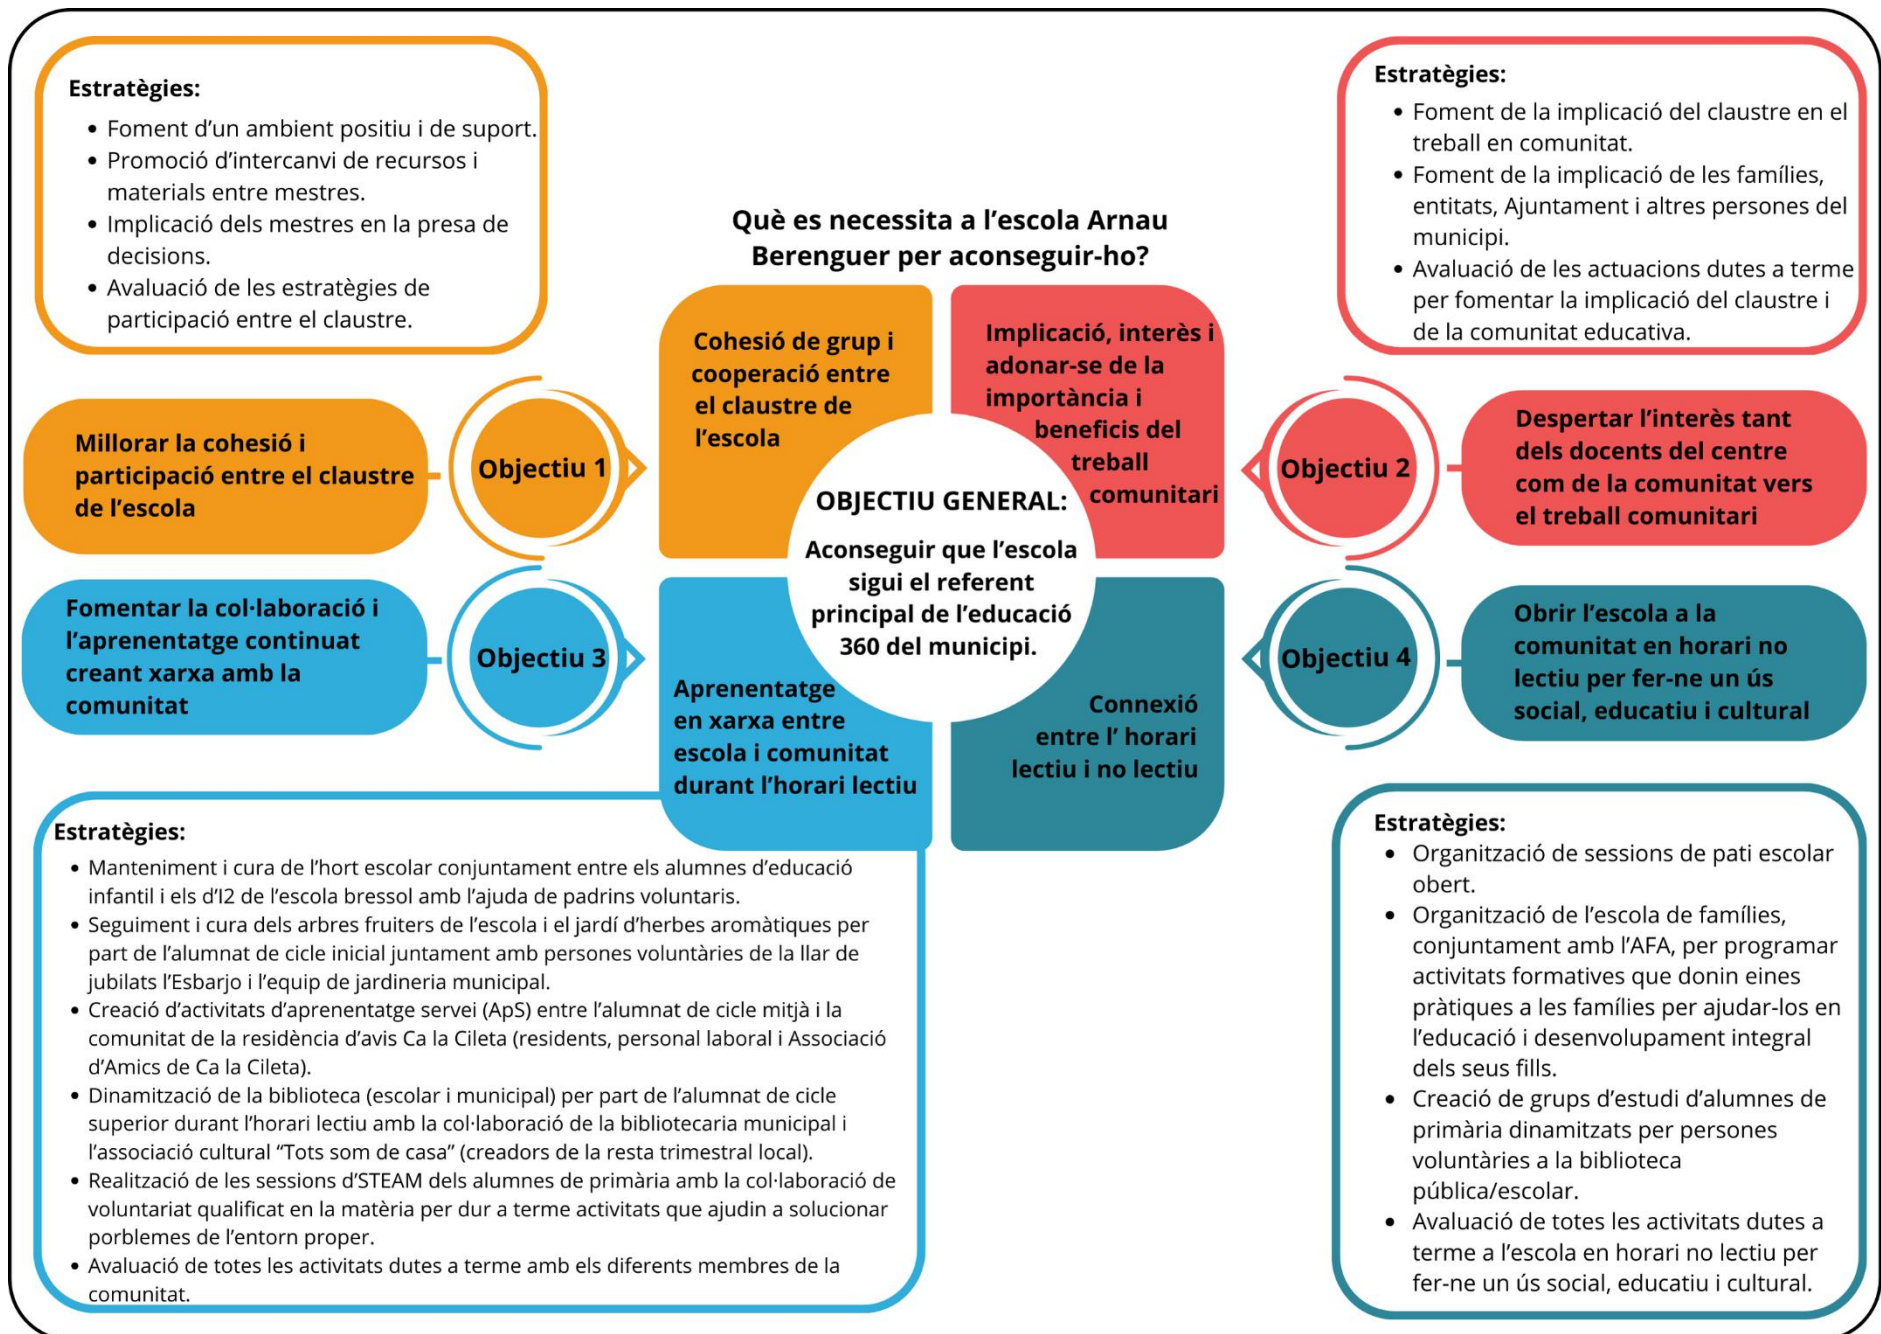 Estratègies:
• Foment d’un ambient positiu i de suport.
• Promoció d’intercanvi de recursos i
materials entre mestres.
• Implicació dels mestres en la presa de
decisions.
• Avaluació de les estratègies de
participació entre el claustre.
Estratègies:
• Foment de la implicació del claustre en el
treball en comunitat.
• Foment de la implicació de les famílies,
entitats, Ajuntament i altres persones del
municipi.
• Avaluació de les actuacions dutes a terme
per fomentar la implicació del claustre i
de la comunitat educativa.
Què es necessita a l’escola Arnau
Berenguer per aconseguir-ho?
Millorar la cohesió i
participació entre el claustre
de l’escola
Objectiu 1
Cohesió de grup i
cooperació entre
el claustre de
l’escola
Implicació, interès i
adonar-se de la
importància i
beneficis del
treball
comunitari
Objectiu 2
Despertar l’interès tant
dels docents del centre
com de la comunitat vers
el treball comunitari
OBJECTIU GENERAL:
Aconseguir que l’escola
sigui el referent
principal de l’educació
360 del municipi.
Fomentar la col·laboració i
l’aprenentatge continuat
creant xarxa amb la
comunitat
Objectiu 3
Aprenentatge
en xarxa entre
escola i comunitat
durant l’horari lectiu
Connexió
entre l’ horari
lectiu i no lectiu
Objectiu 4
Obrir l’escola a la
comunitat en horari no
lectiu per fer-ne un ús
social, educatiu i cultural
Estratègies:
• Manteniment i cura de l’hort escolar conjuntament entre els alumnes d’educació
infantil i els d’I2 de l’escola bressol amb l’ajuda de padrins voluntaris.
• Seguiment i cura dels arbres fruiters de l’escola i el jardí d’herbes aromàtiques per
part de l’alumnat de cicle inicial juntament amb persones voluntàries de la llar de
jubilats l’Esbarjo i l’equip de jardineria municipal.
• Creació d’activitats d’aprenentatge servei (ApS) entre l’alumnat de cicle mitjà i la
comunitat de la residència d’avis Ca la Cileta (residents, personal laboral i Associació
d’Amics de Ca la Cileta).
• Dinamització de la biblioteca (escolar i municipal) per part de l’alumnat de cicle
superior durant l’horari lectiu amb la col·laboració de la bibliotecaria municipal i
l’associació cultural “Tots som de casa” (creadors de la resta trimestral local).
• Realització de les sessions d’STEAM dels alumnes de primària amb la col·laboració de
voluntariat qualificat en la matèria per dur a terme activitats que ajudin a solucionar
porblemes de l’entorn proper.
• Avaluació de totes les activitats dutes a terme amb els diferents membres de la
comunitat.
Estratègies:
• Organització de sessions de pati escolar
obert.
• Organització de l’escola de famílies,
conjuntament amb l’AFA, per programar
activitats formatives que donin eines
pràtiques a les famílies per ajudar-los en
l’educació i desenvolupament integral
dels seus fills.
• Creació de grups d’estudi d’alumnes de
primària dinamitzats per persones
voluntàries a la biblioteca
pública/escolar.
• Avaluació de totes les activitats dutes a
terme a l’escola en horari no lectiu per
fer-ne un ús social, educatiu i cultural.